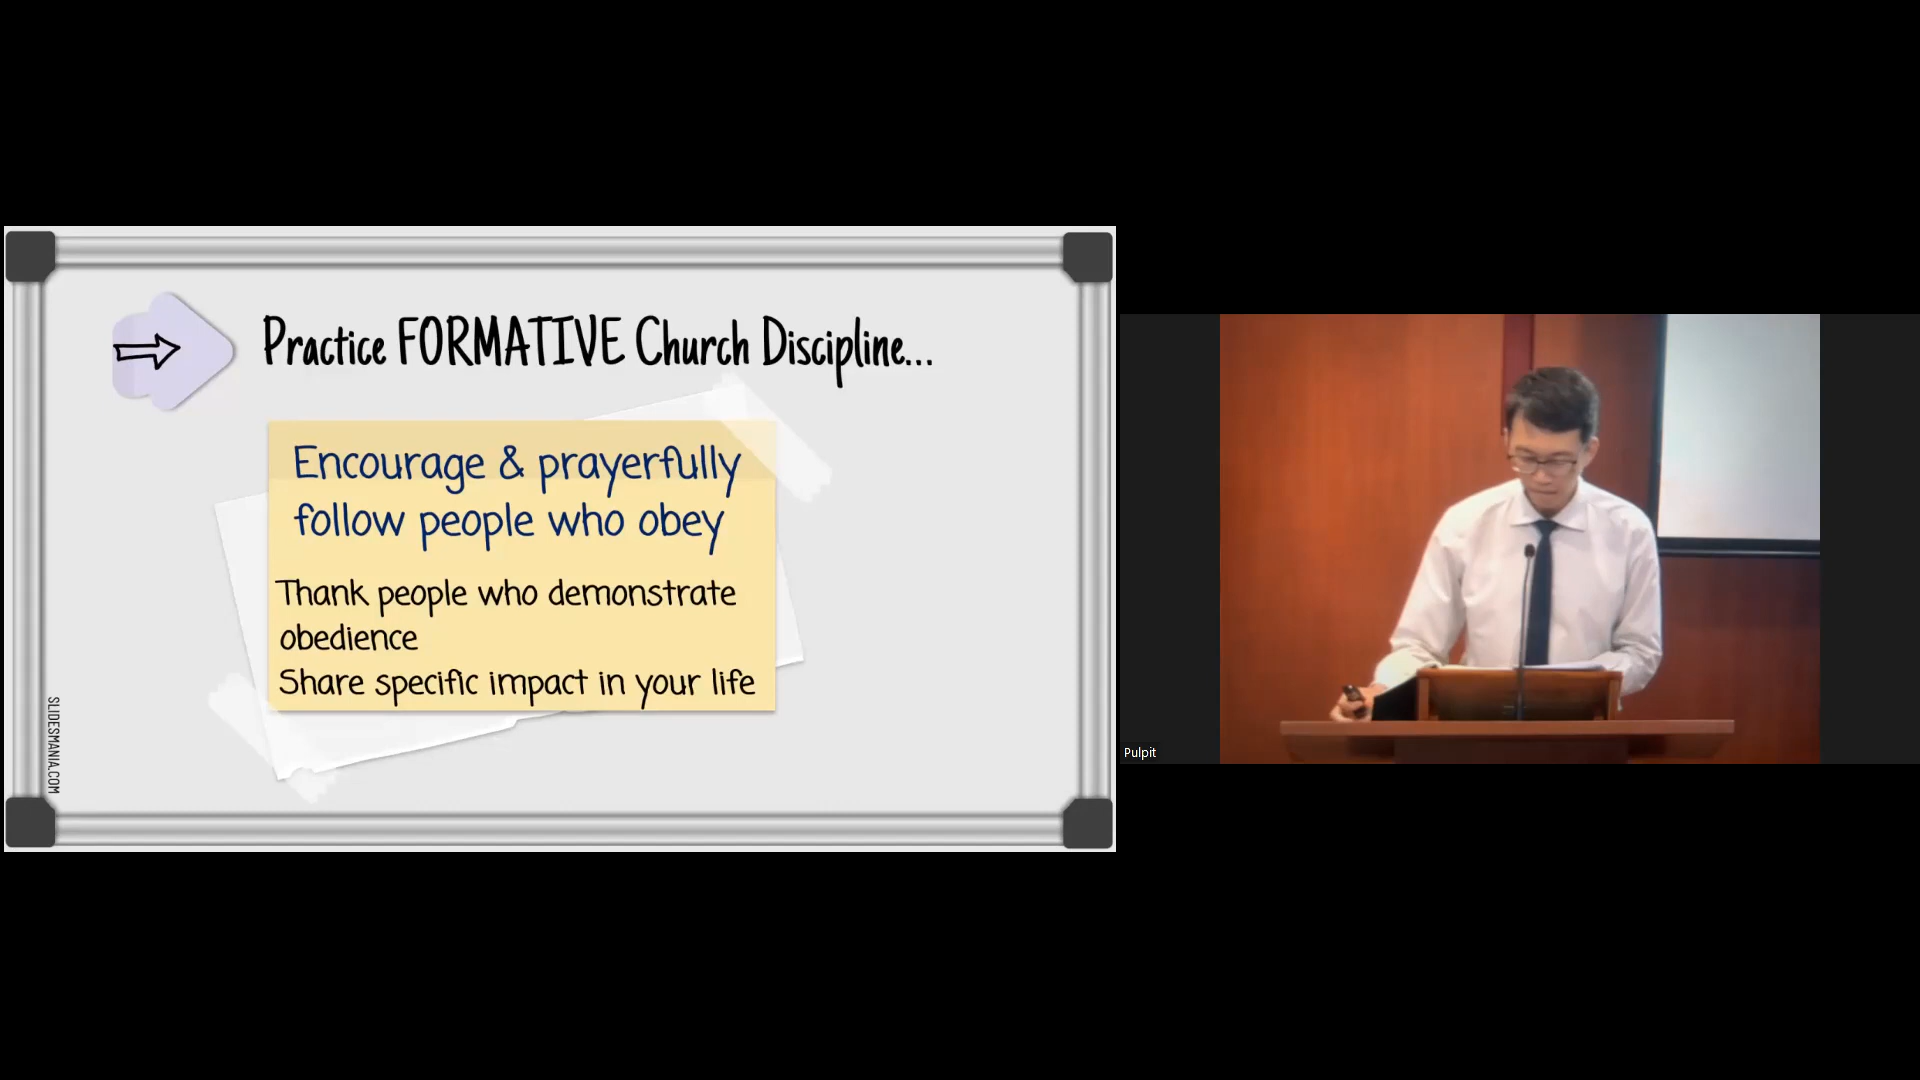 Practice FORMATIVE Church Discipline...
Encourage & prayerfully
follow people who obey
Thank people who demonstrate
obedience
Share specific impact in your life
SLIDESMANIA.COM
Pulpit